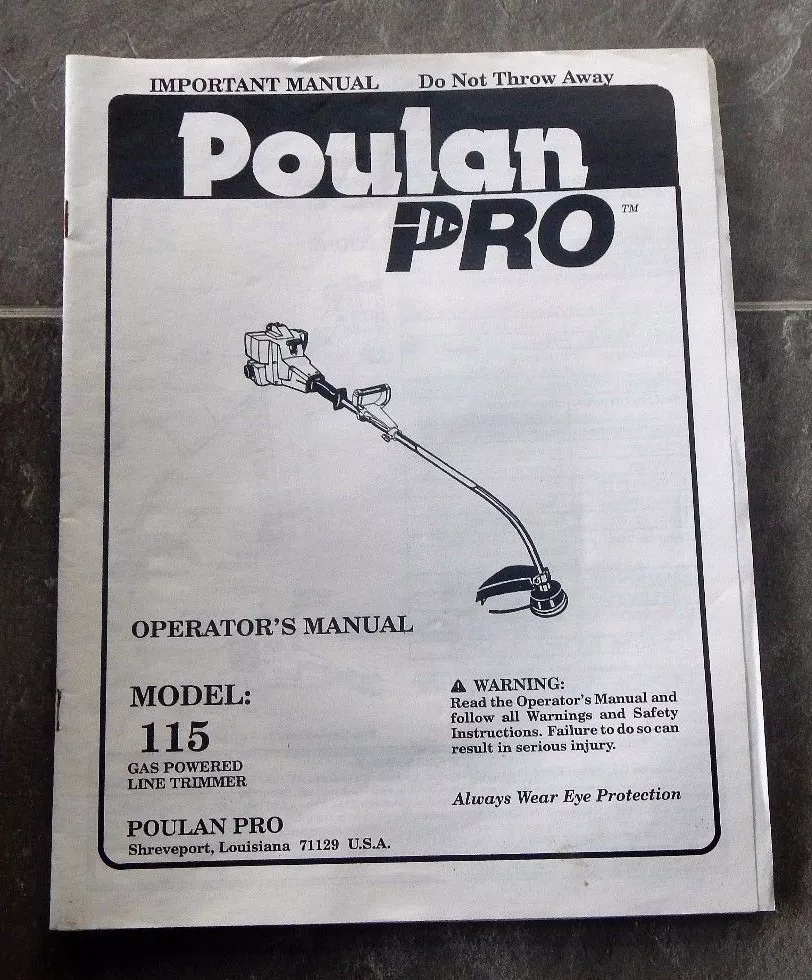 IMPORTANT MANUAL Do Not Throw Away
Poulan
PRO™
OPERATOR'S MANUAL
MODEL:
115
GAS POWERED
LINE TRIMMER
⚠ WARNING:
Read the Operator's Manual and
follow all Warnings and Safety
Instructions. Failure to do so can
result in serious injury.
Always Wear Eye Protection
POULAN PRO
Shreveport, Louisiana 71129 U.S.A.